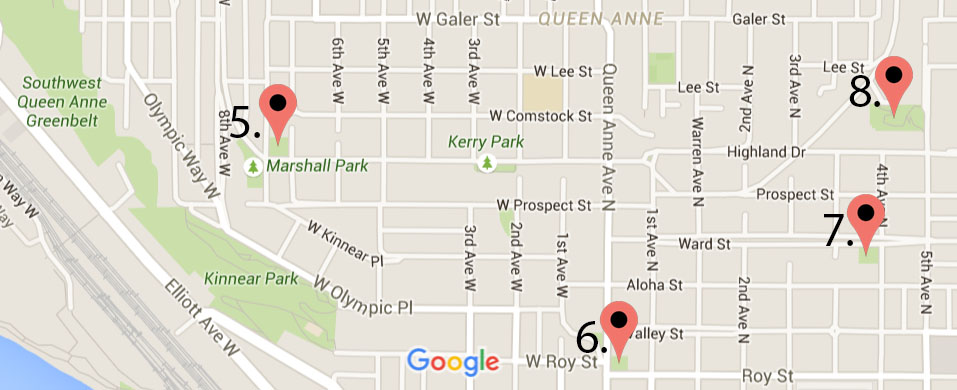 W Galer St
QUEEN ANNE
Galer St
6th Ave W
5th Ave W
4th Ave W
3rd Ave W
W Lee St
Lee St
Lee St
3rd Ave N
2nd Ave N
8.
Southwest
Queen Anne
Greenbelt
Olympic Way W
8th Ave W
5.
W Comstock St
Queen Anne Ave N
Warren Ave N
Kerry Park
Highland Dr
Marshall Park
4th Ave N
Prospect St
W Prospect St
Way W
Way
W Kinnear Pl
3rd Ave W
2nd Ave W
1st Ave W
1st Ave N
Ward St
7.
5th Ave N
Kinnear Park
W Olympic Pl
Elliott Ave W
Aloha St
2nd Ave N
6.
alley St
Google
W Roy St
Roy St